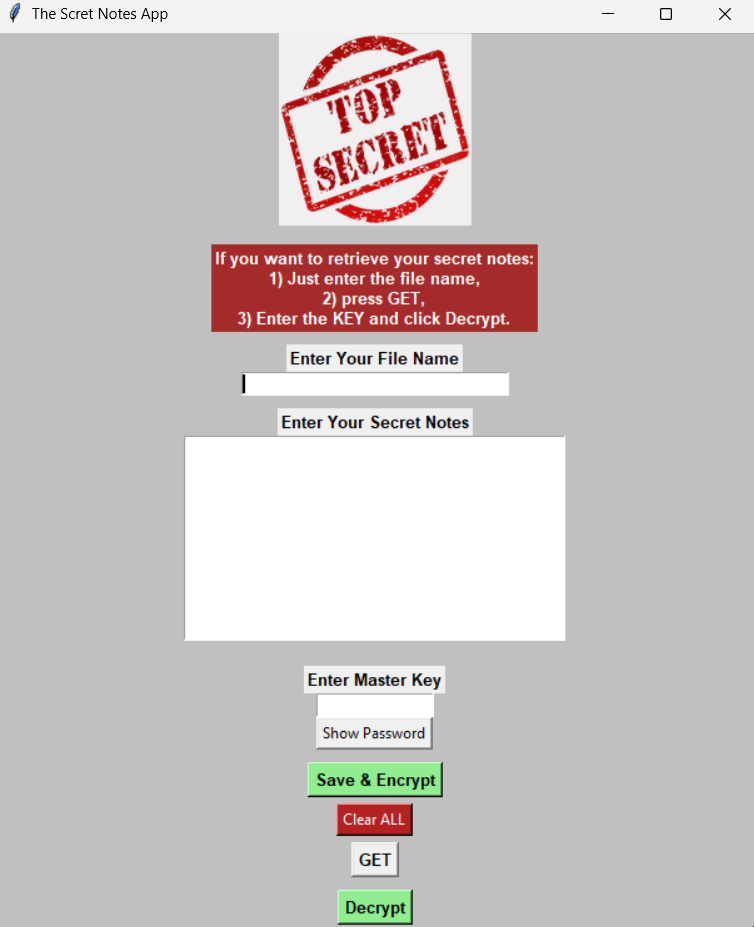 The Scret Notes App
TOP
SECRET
If you want to retrieve your secret notes:
1) Just enter the file name,
2) press GET,
3) Enter the KEY and click Decrypt.
Enter Your File Name
Enter Your Secret Notes
Enter Master Key
Show Password
Save & Encrypt
Clear ALL
GET
Decrypt